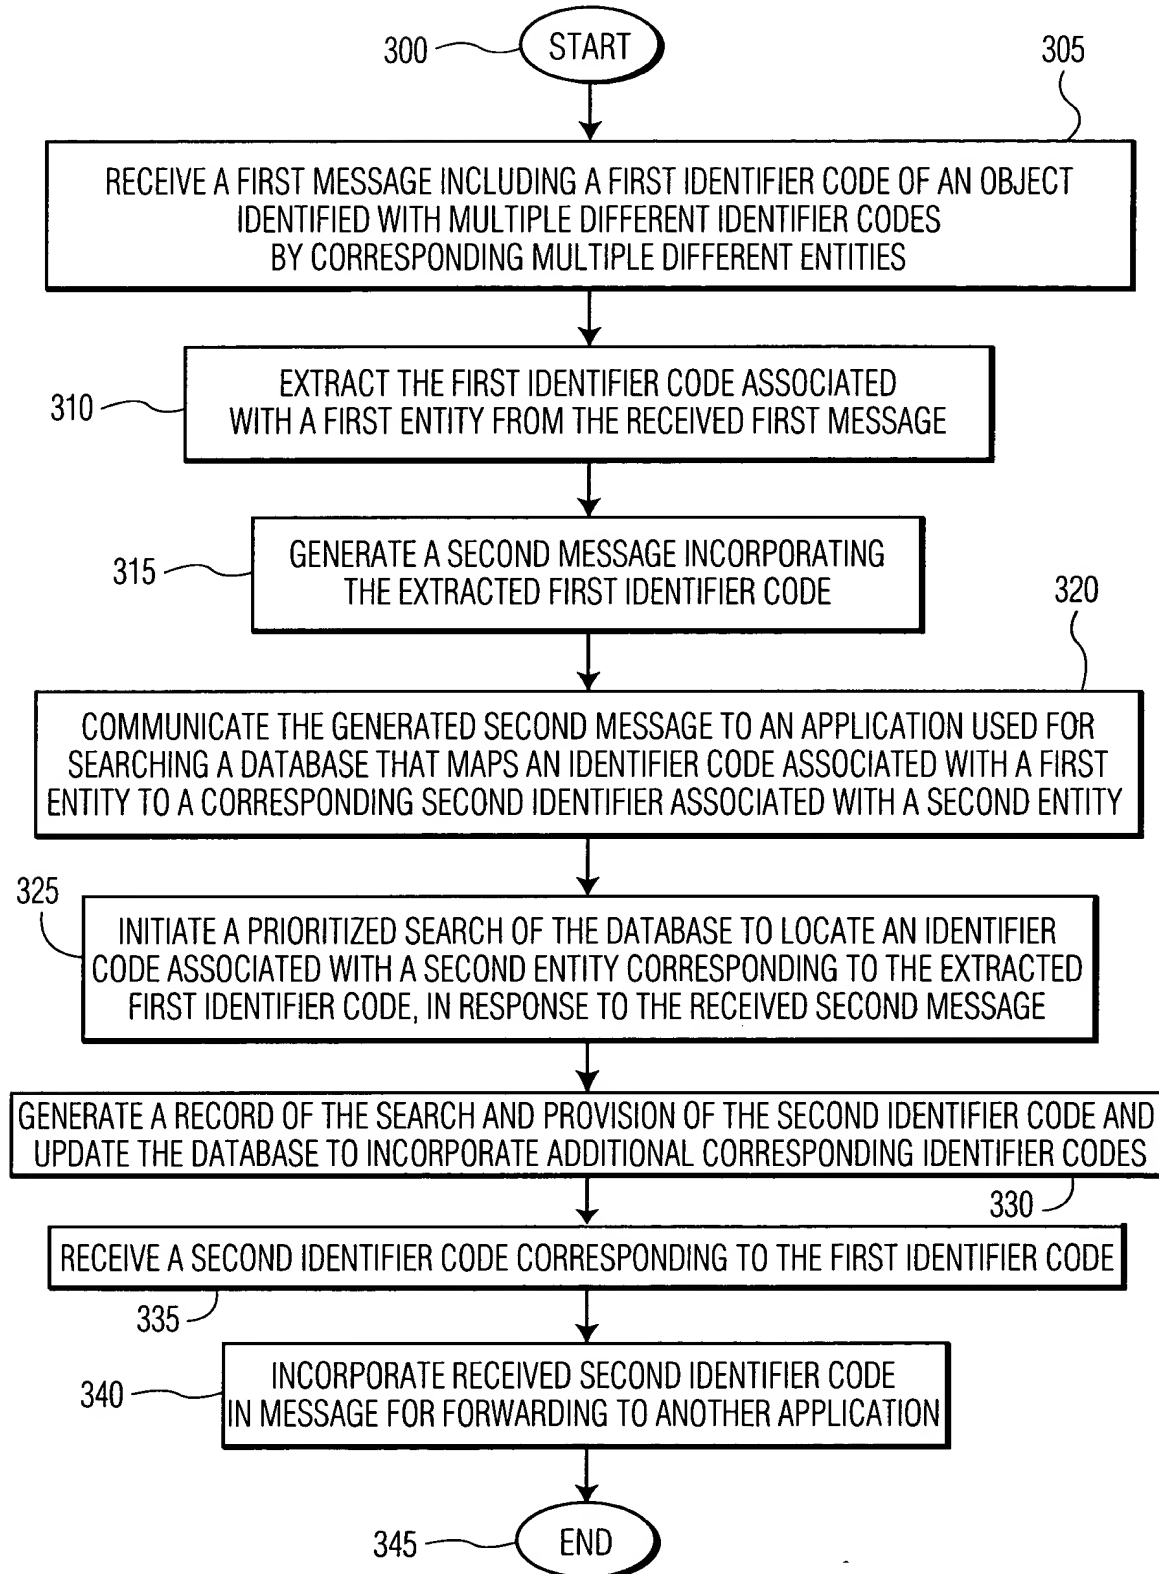 300
START
305
RECEIVE A FIRST MESSAGE INCLUDING A FIRST IDENTIFIER CODE OF AN OBJECT
IDENTIFIED WITH MULTIPLE DIFFERENT IDENTIFIER CODES
BY CORRESPONDING MULTIPLE DIFFERENT ENTITIES
310
EXTRACT THE FIRST IDENTIFIER CODE ASSOCIATED
WITH A FIRST ENTITY FROM THE RECEIVED FIRST MESSAGE
315
GENERATE A SECOND MESSAGE INCORPORATING
THE EXTRACTED FIRST IDENTIFIER CODE
320
COMMUNICATE THE GENERATED SECOND MESSAGE TO AN APPLICATION USED FOR
SEARCHING A DATABASE THAT MAPS AN IDENTIFIER CODE ASSOCIATED WITH A FIRST
ENTITY TO A CORRESPONDING SECOND IDENTIFIER ASSOCIATED WITH A SECOND ENTITY
325
INITIATE A PRIORITIZED SEARCH OF THE DATABASE TO LOCATE AN IDENTIFIER
CODE ASSOCIATED WITH A SECOND ENTITY CORRESPONDING TO THE EXTRACTED
FIRST IDENTIFIER CODE, IN RESPONSE TO THE RECEIVED SECOND MESSAGE
GENERATE A RECORD OF THE SEARCH AND PROVISION OF THE SECOND IDENTIFIER CODE AND
UPDATE THE DATABASE TO INCORPORATE ADDITIONAL CORRESPONDING IDENTIFIER CODES
330
RECEIVE A SECOND IDENTIFIER CODE CORRESPONDING TO THE FIRST IDENTIFIER CODE
335
340
INCORPORATE RECEIVED SECOND IDENTIFIER CODE
IN MESSAGE FOR FORWARDING TO ANOTHER APPLICATION
345
END